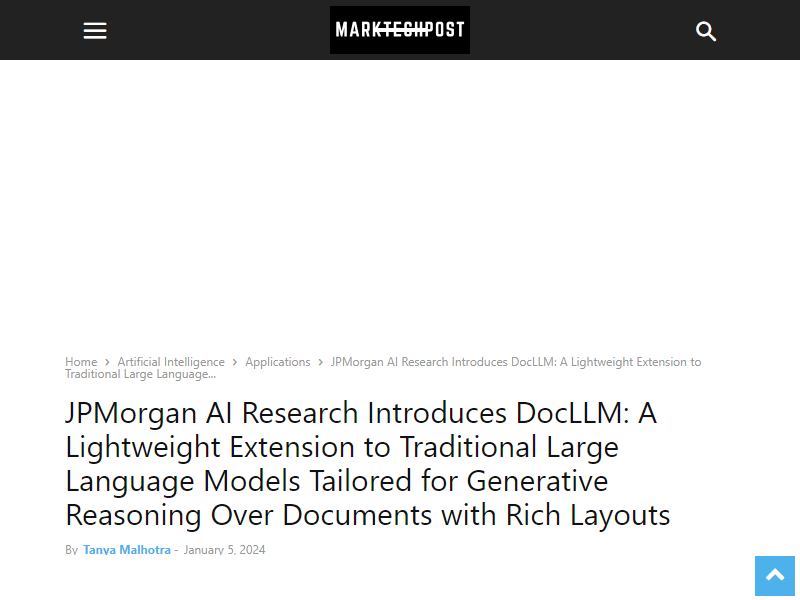 MARKTECHPOST
Home > Artificial Intelligence > Applications > JPMorgan AI Research Introduces DocLLM: A Lightweight Extension to
Traditional Large Language...
JPMorgan AI Research Introduces DocLLM: A
Lightweight Extension to Traditional Large
Language Models Tailored for Generative
Reasoning Over Documents with Rich Layouts
By Tanya Malhotra - January 5, 2024